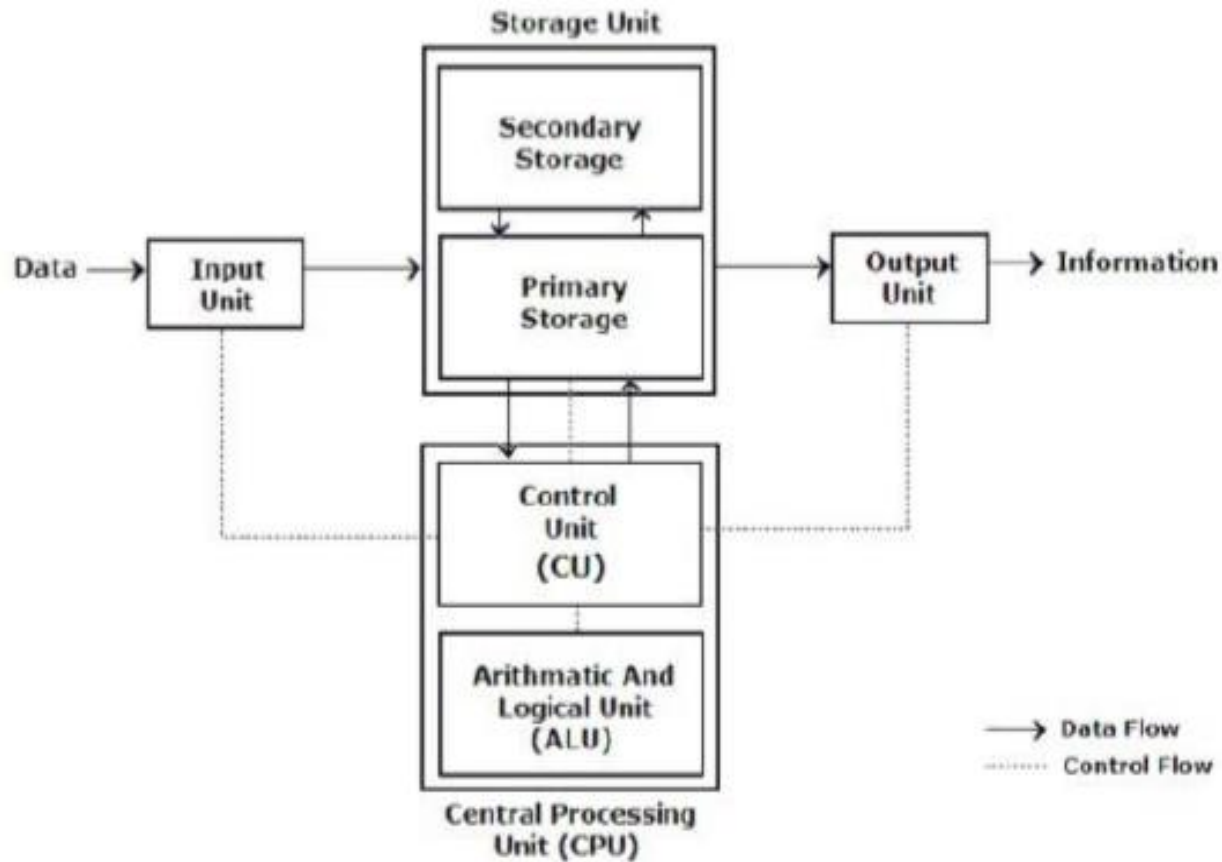 Storage Unit
Secondary
Storage
Data
Input
Unit
Primary
Storage
Output
Unit
Information
Control
Unit
(CU)
Arithmatic And
Logical Unit
(ALU)
Data Flow
Control Flow
Central Processing
Unit (CPU)